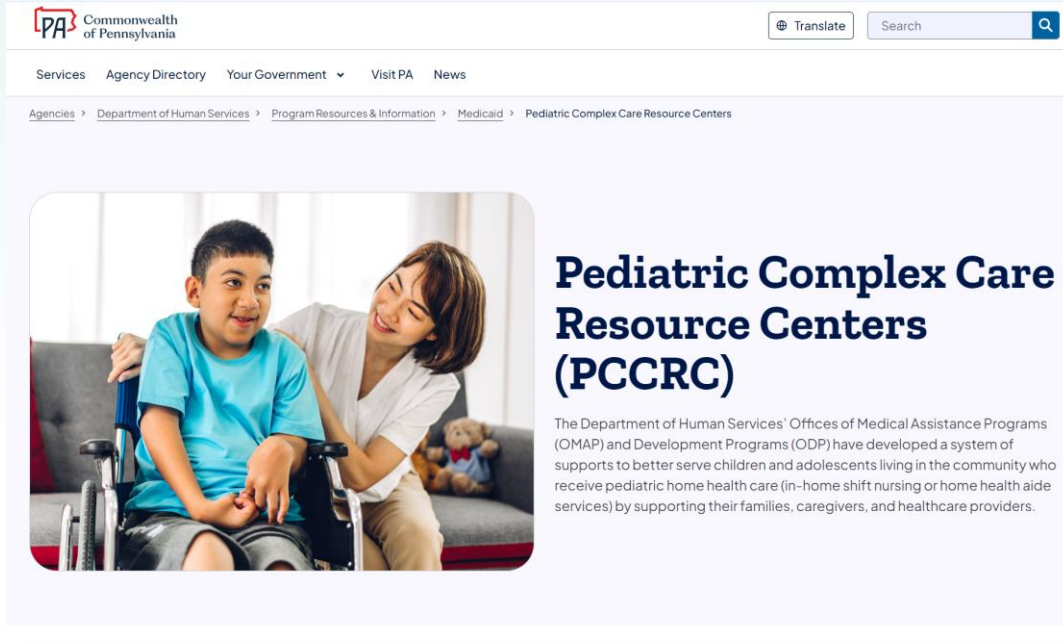 PA Commonwealth
of Pennsylvania
Translate
Search
Services Agency Directory Your Government Visit PA News
Agencies > Department of Human Services > Program Resources & Information > Medicaid > Pediatric Complex Care Resource Centers
Pediatric Complex Care
Resource Centers
(PCCRC)
The Department of Human Services' Offices of Medical Assistance Programs
(OMAP) and Development Programs (ODP) have developed a system of
supports to better serve children and adolescents living in the community who
receive pediatric home health care (in-home shift nursing or home health aide
services) by supporting their families, caregivers, and healthcare providers.